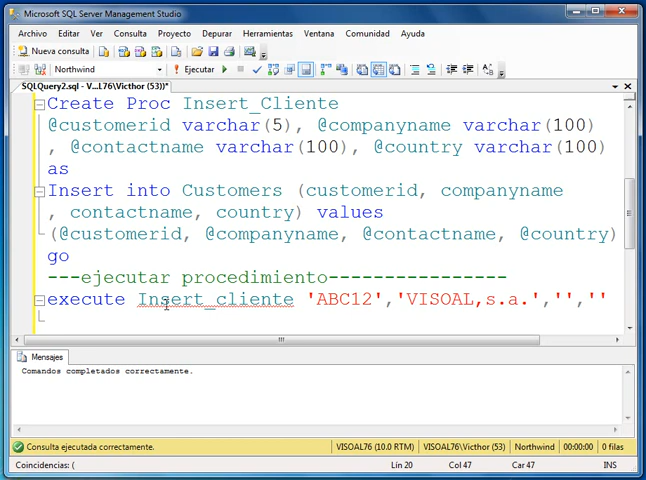 Microsoft SQL Server Management Studio
Archivo Editar Ver Consulta Proyecto Depurar Herramientas Ventana Comunidad Ayuda
Nueva consulta
Northwind Ejecutar
SQLQuery2.sql - V...L76\Victhor (53))*
Create Proc Insert_Cliente
@customerid varchar(5), @companyname varchar(100)
, @contactname varchar(100), @country varchar(100)
as
Insert into Customers (customerid, companyname
, contactname, country) values
(@customerid, @companyname, @contactname, @country)
go
---ejecutar procedimiento----------------
execute Insert_cliente 'ABC12','VISOAL,s.a.','',''
Mensajes
Comandos completados correctamente.
Consulta ejecutada correctamente. VISOAL76 (10.0 RTM) VISOAL76\Victhor (53) Northwind 00:00:00 0 filas
Coincidencias: ( Lín 20 Col 47 Car 47 INS